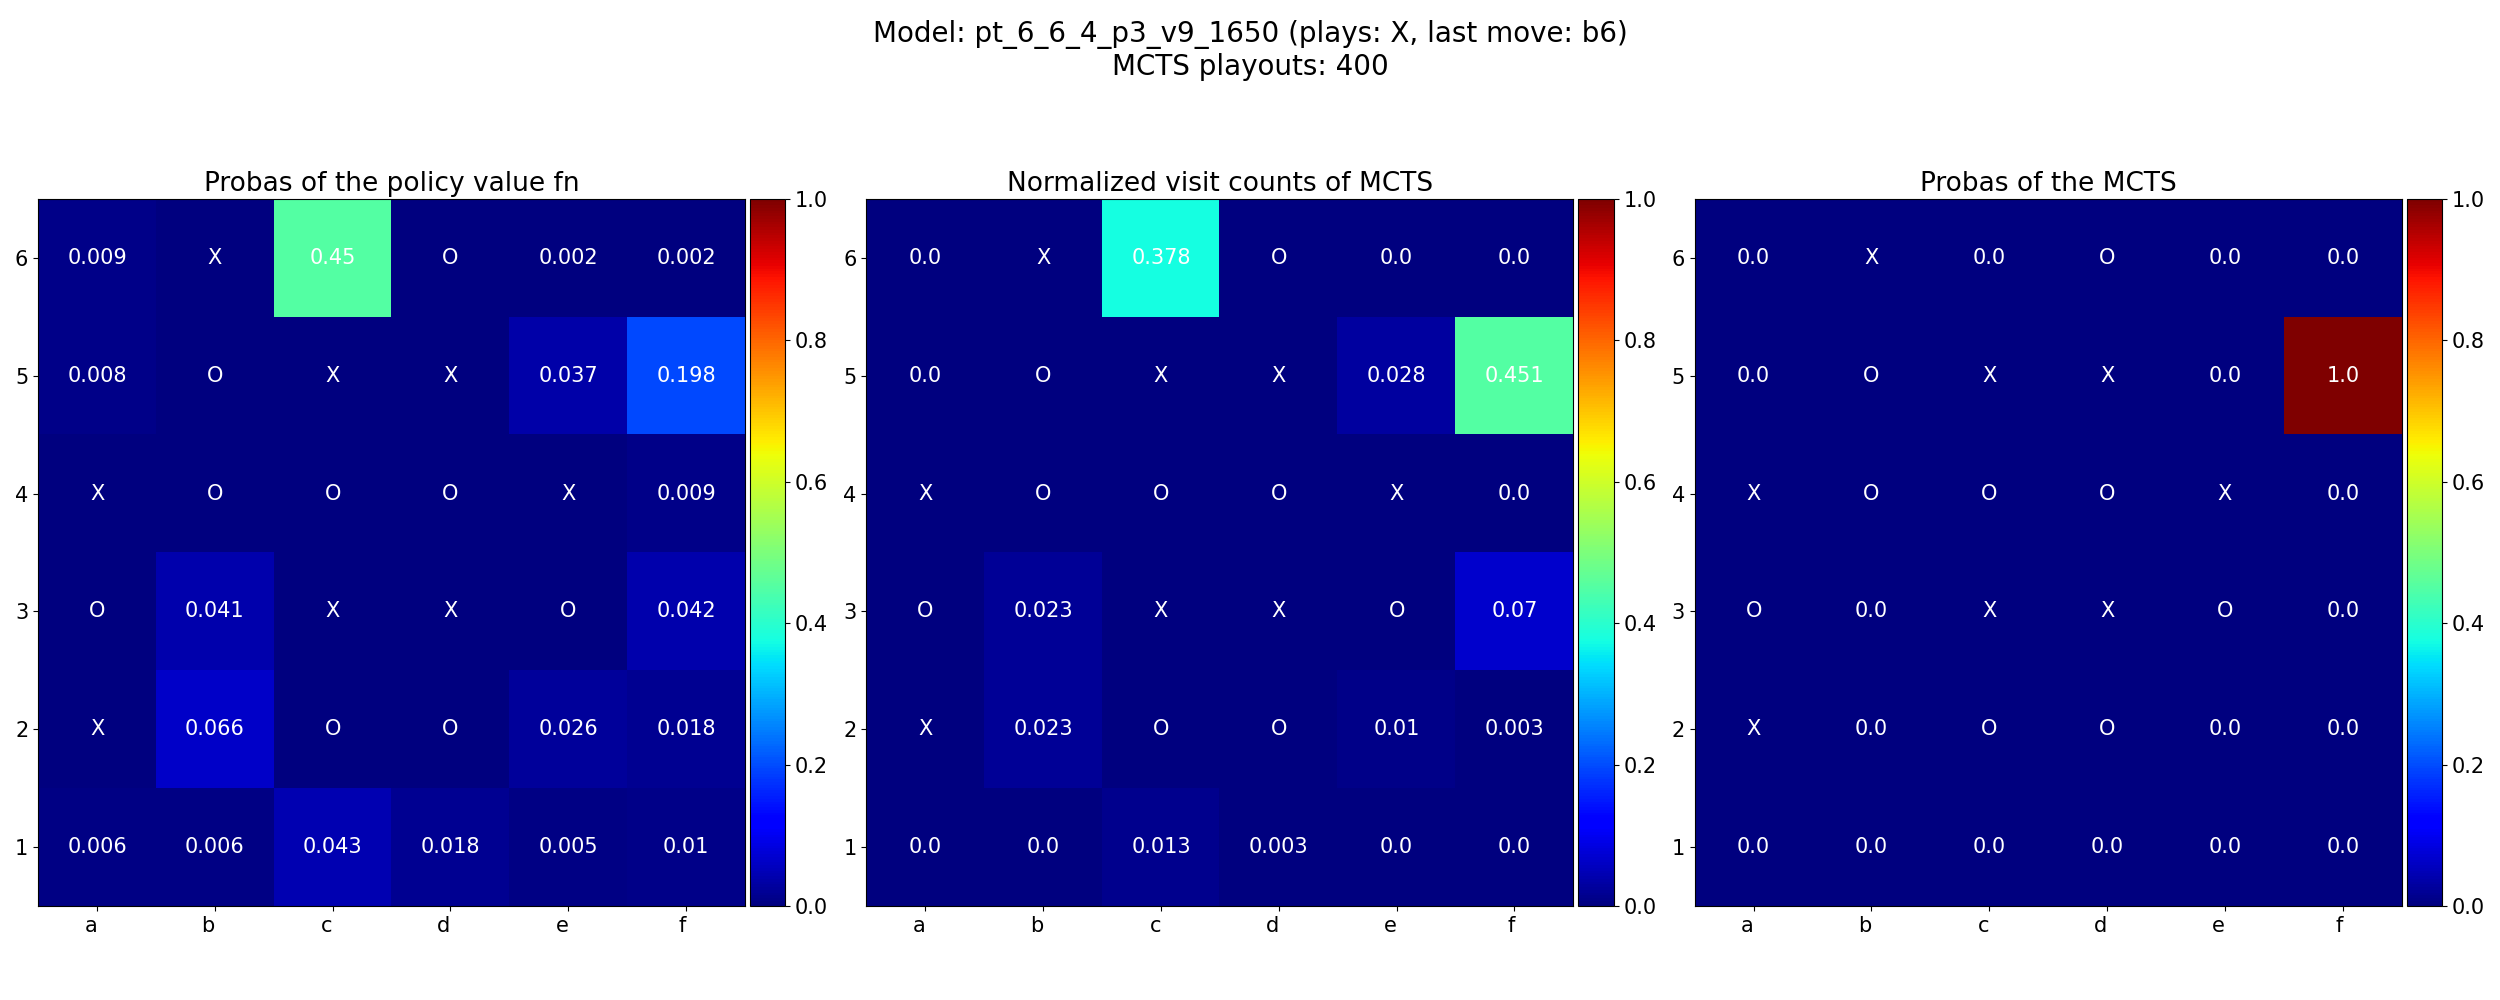 Model: pt_6_6_4_p3_v9_1650 (plays: X, last move: b6)
MCTS playouts: 400
Probas of the policy value fn
6 0.009 X 0.45 O 0.002 0.002
5 0.008 O X X 0.037 0.198
4 X O O O X 0.009
3 O 0.041 X X O 0.042
2 X 0.066 O O 0.026 0.018
1 0.006 0.006 0.043 0.018 0.005 0.01
a b c d e f
1.0
0.8
0.6
0.4
0.2
0.0
Normalized visit counts of MCTS
6 0.0 X 0.378 O 0.0 0.0
5 0.0 O X X 0.028 0.451
4 X O O O X 0.0
3 O 0.023 X X O 0.07
2 X 0.023 O O 0.01 0.003
1 0.0 0.0 0.013 0.003 0.0 0.0
a b c d e f
1.0
0.8
0.6
0.4
0.2
0.0
Probas of the MCTS
6 0.0 X 0.0 O 0.0 0.0
5 0.0 O X X 0.0 1.0
4 X O O O X 0.0
3 O 0.0 X X O 0.0
2 X 0.0 O O 0.0 0.0
1 0.0 0.0 0.0 0.0 0.0 0.0
a b c d e f
1.0
0.8
0.6
0.4
0.2
0.0